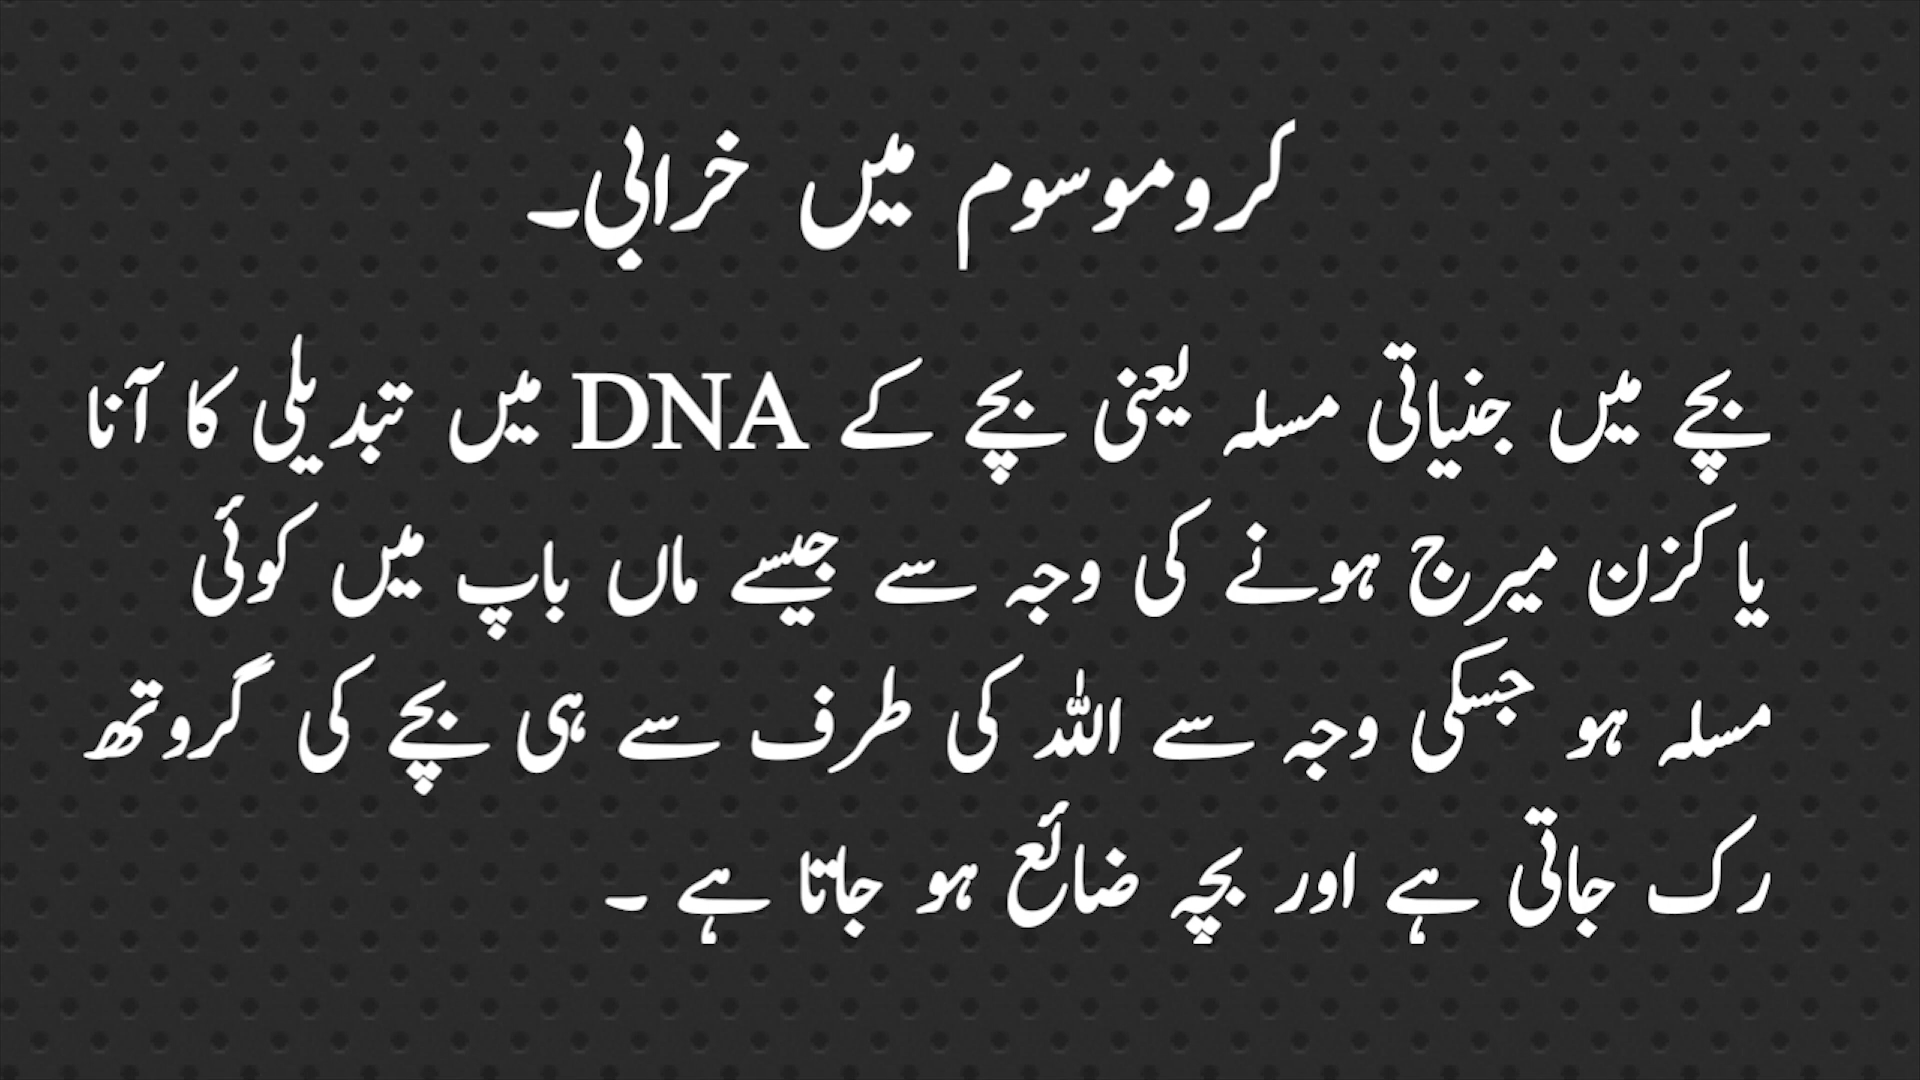 کروموسوم میں خرابی۔
بچے میں جنیاتی مسلہ یعنی بچے کے DNA میں تبدیلی کا آنا
یا کزن میرج ہونے کی وجہ سے جیسے ماں باپ میں کوئی
مسلہ ہو جسکی وجہ سے اللہ کی طرف سے ہی بچے کی گروتھ
رک جاتی ہے اور بچہ ضائع ہو جاتا ہے ۔